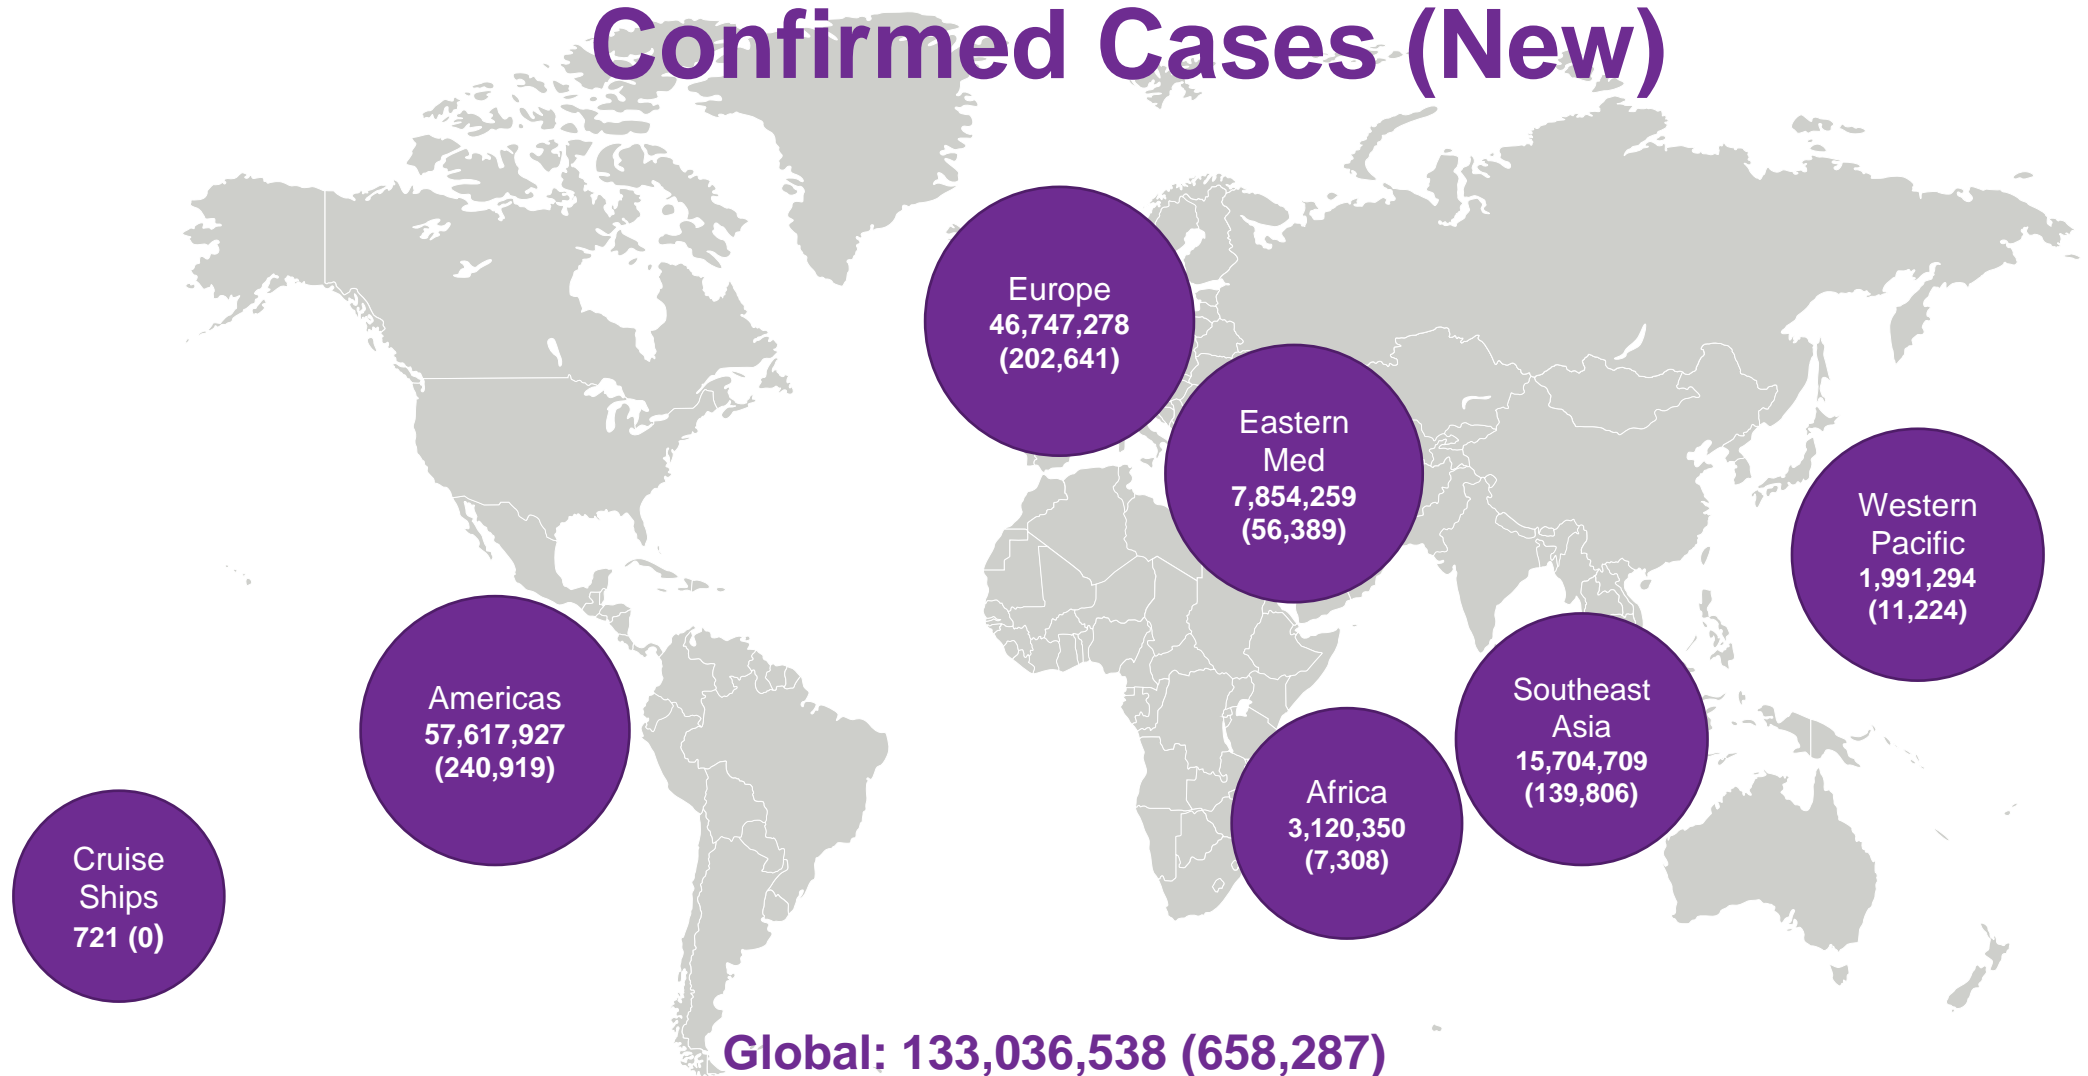 Confirmed Cases (New)
Europe
46,747,278
(202,641)
Eastern
Med
7,854,259
(56,389)
Western
Pacific
1,991,294
(11,224)
Americas
57,617,927
(240,919)
Southeast
Asia
15,704,709
(139,806)
Africa
3,120,350
(7,308)
Cruise
Ships
721 (0)
Global: 133,036,538 (658,287)